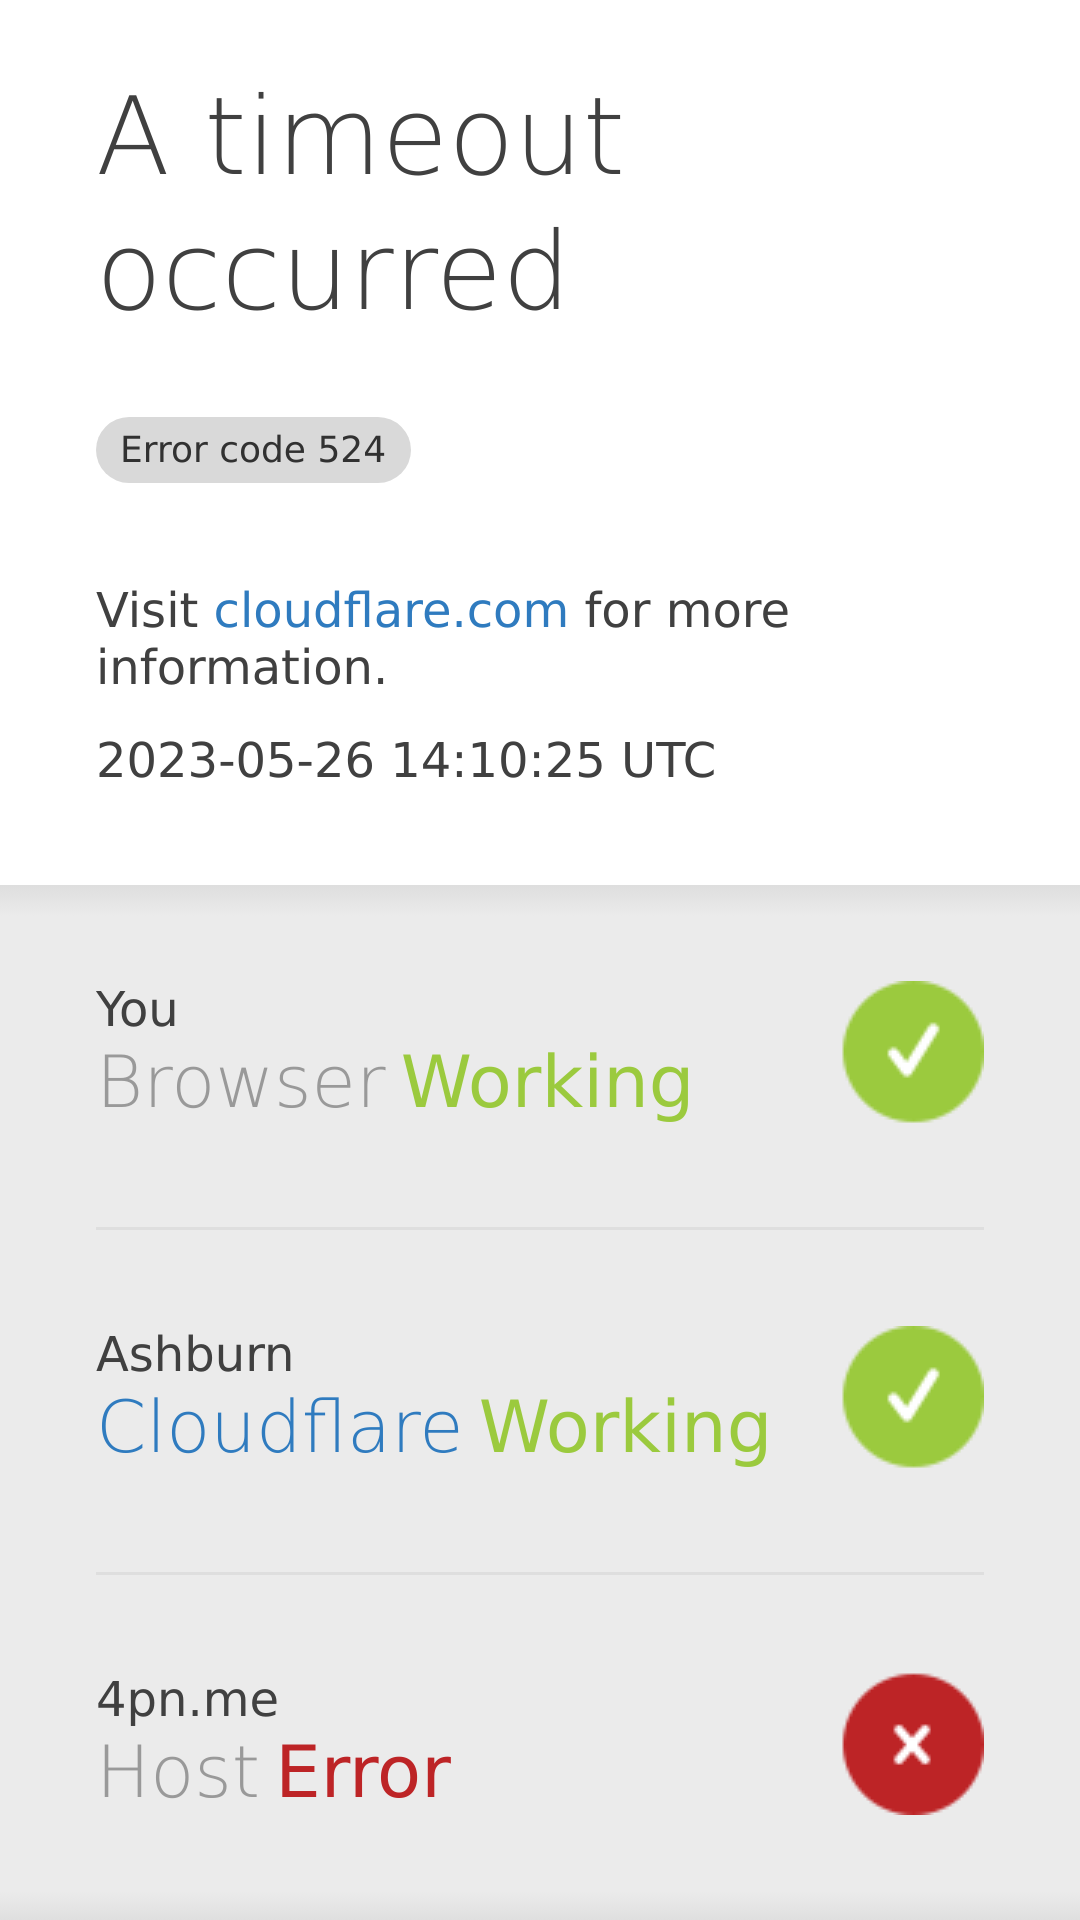 A timeout
occurred
Error code 524
Visit cloudflare.com for more
information.
2023-05-26 14:10:25 UTC
You
Browser Working
Ashburn
Cloudflare Working
4pn.me
Host Error